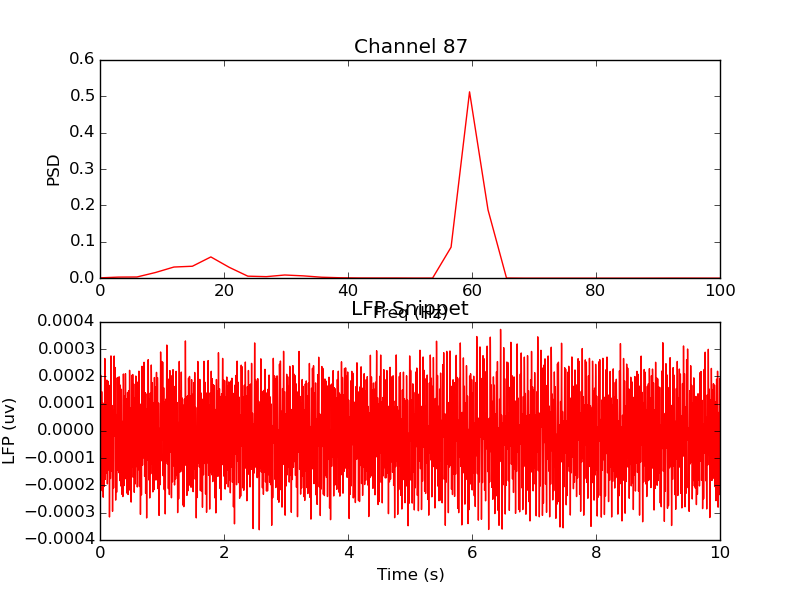 Channel 87
0.6
0.5
0.4
0.3
0.2
0.1
0.0
PSD
0 20 40 60 80 100
Freq (Hz)
LFP Snippet
0.0004
0.0003
0.0002
0.0001
0.0000
−0.0001
−0.0002
−0.0003
−0.0004
LFP (uv)
0 2 4 6 8 10
Time (s)